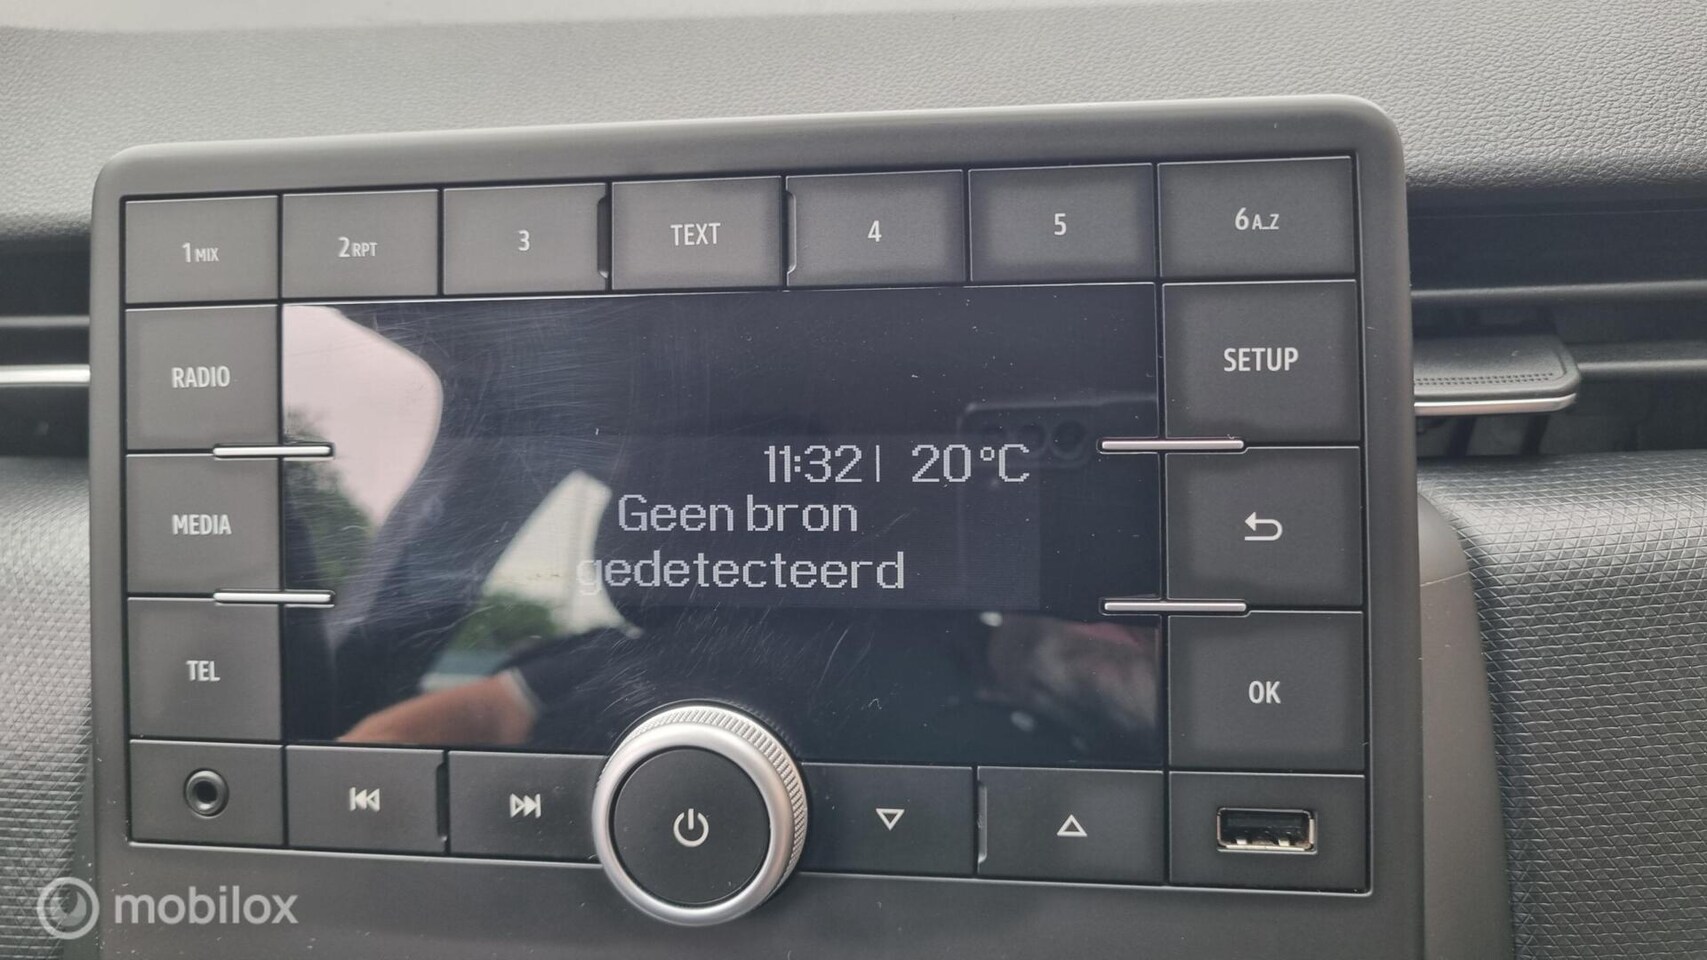 1 MIX
2 RPT
3
TEXT
4
5
6 A_Z
RADIO
SETUP
11:32 | 20°C
Geen bron
gedetecteerd
MEDIA
TEL
OK
mobilox